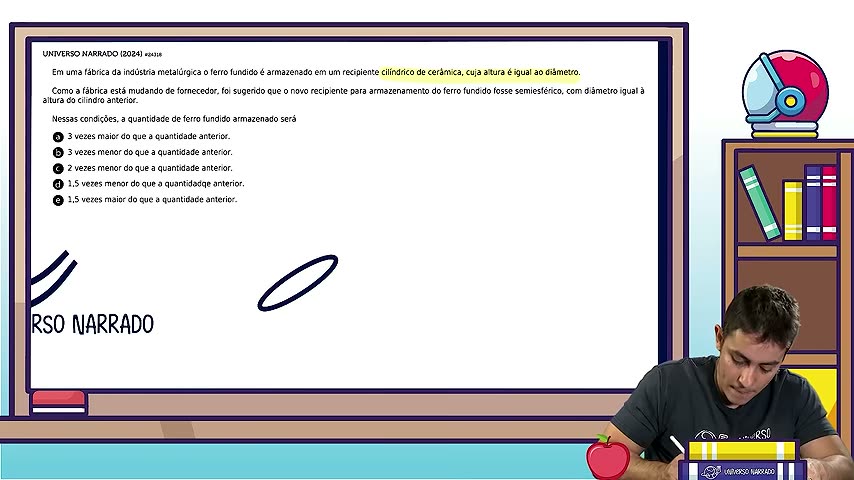 UNIVERSO NARRADO (2024) #24318
Em uma fábrica da indústria metalúrgica o ferro fundido é armazenado em um recipiente cilíndrico de cerâmica, cuja altura é igual ao diâmetro.
Como a fábrica está mudando de fornecedor, foi sugerido que o novo recipiente para armazenamento do ferro fundido fosse semiesférico, com diâmetro igual à
altura do cilindro anterior.
Nessas condições, a quantidade de ferro fundido armazenado será
a 3 vezes maior do que a quantidade anterior.
b 3 vezes menor do que a quantidade anterior.
c 2 vezes menor do que a quantidade anterior.
d 1,5 vezes menor do que a quantidadqe anterior.
e 1,5 vezes maior do que a quantidade anterior.
RSO NARRADO
UNIVERSO NARRADO